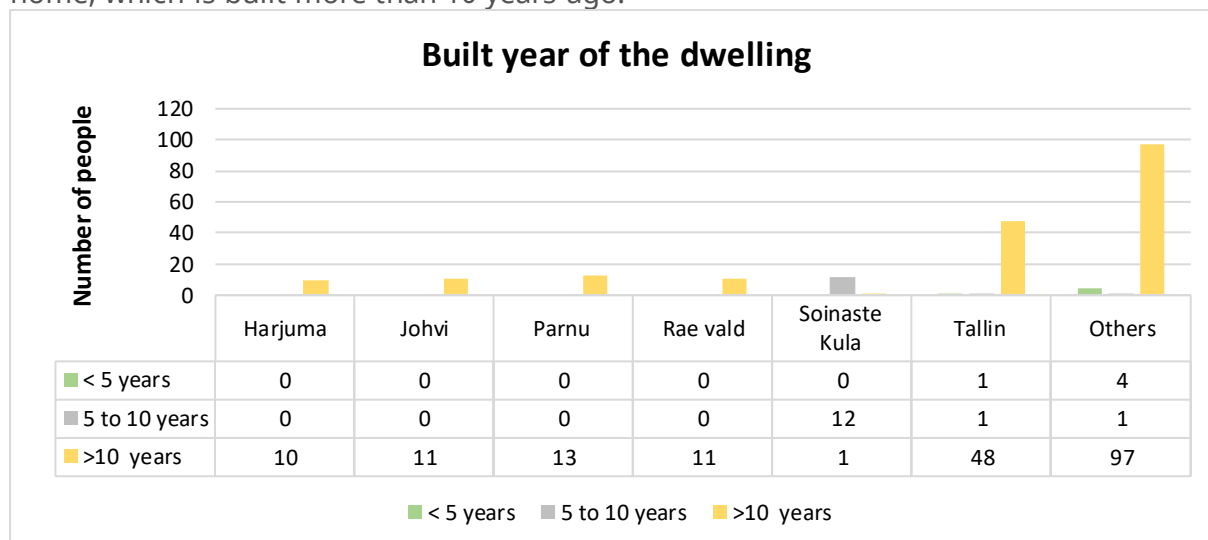 home, which is built more than 10 years ago.
Built year of the dwelling
Number of people
120
100
80
60
40
20
0
Harjuma Johvi Parnu Rae vald Soinaste Kula Tallin Others
< 5 years 0 0 0 0 0 1 4
5 to 10 years 0 0 0 0 12 1 1
>10 years 10 11 13 11 1 48 97
< 5 years 5 to 10 years >10 years